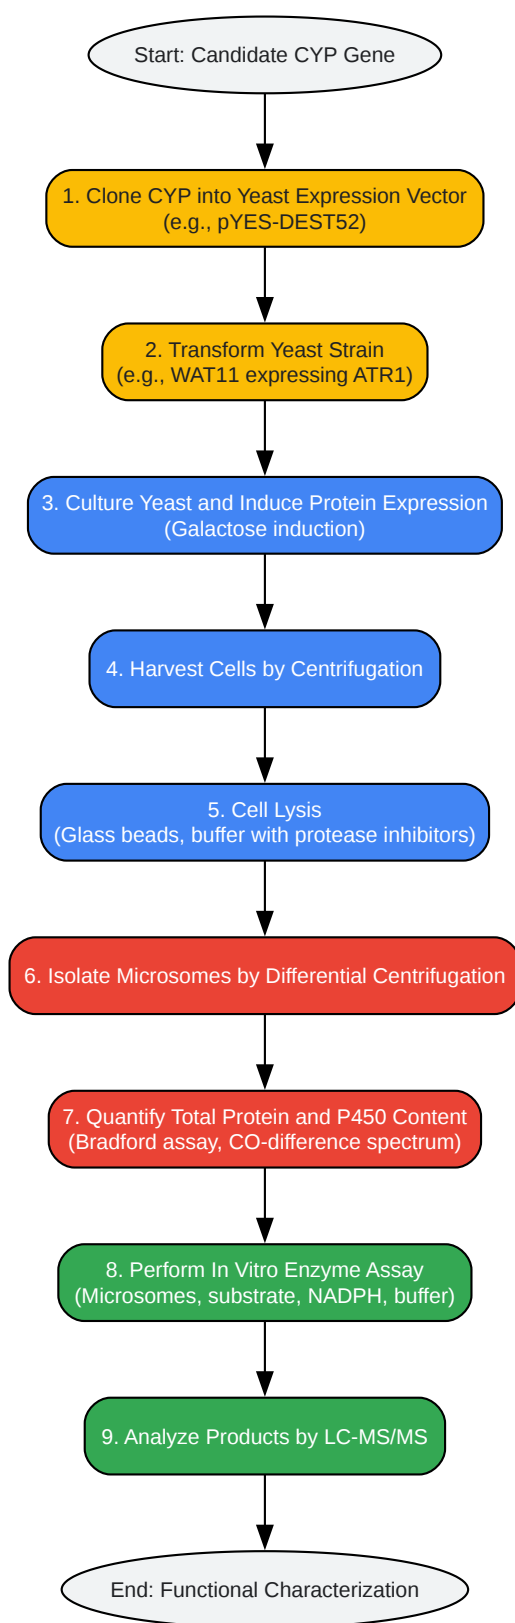 Start: Candidate CYP Gene
1. Clone CYP into Yeast Expression Vector
(e.g., pYES-DEST52)
2. Transform Yeast Strain
(e.g., WAT11 expressing ATR1)
3. Culture Yeast and Induce Protein Expression
(Galactose induction)
4. Harvest Cells by Centrifugation
5. Cell Lysis
(Glass beads, buffer with protease inhibitors)
6. Isolate Microsomes by Differential Centrifugation
7. Quantify Total Protein and P450 Content
(Bradford assay, CO-difference spectrum)
8. Perform In Vitro Enzyme Assay
(Microsomes, substrate, NADPH, buffer)
9. Analyze Products by LC-MS/MS
End: Functional Characterization